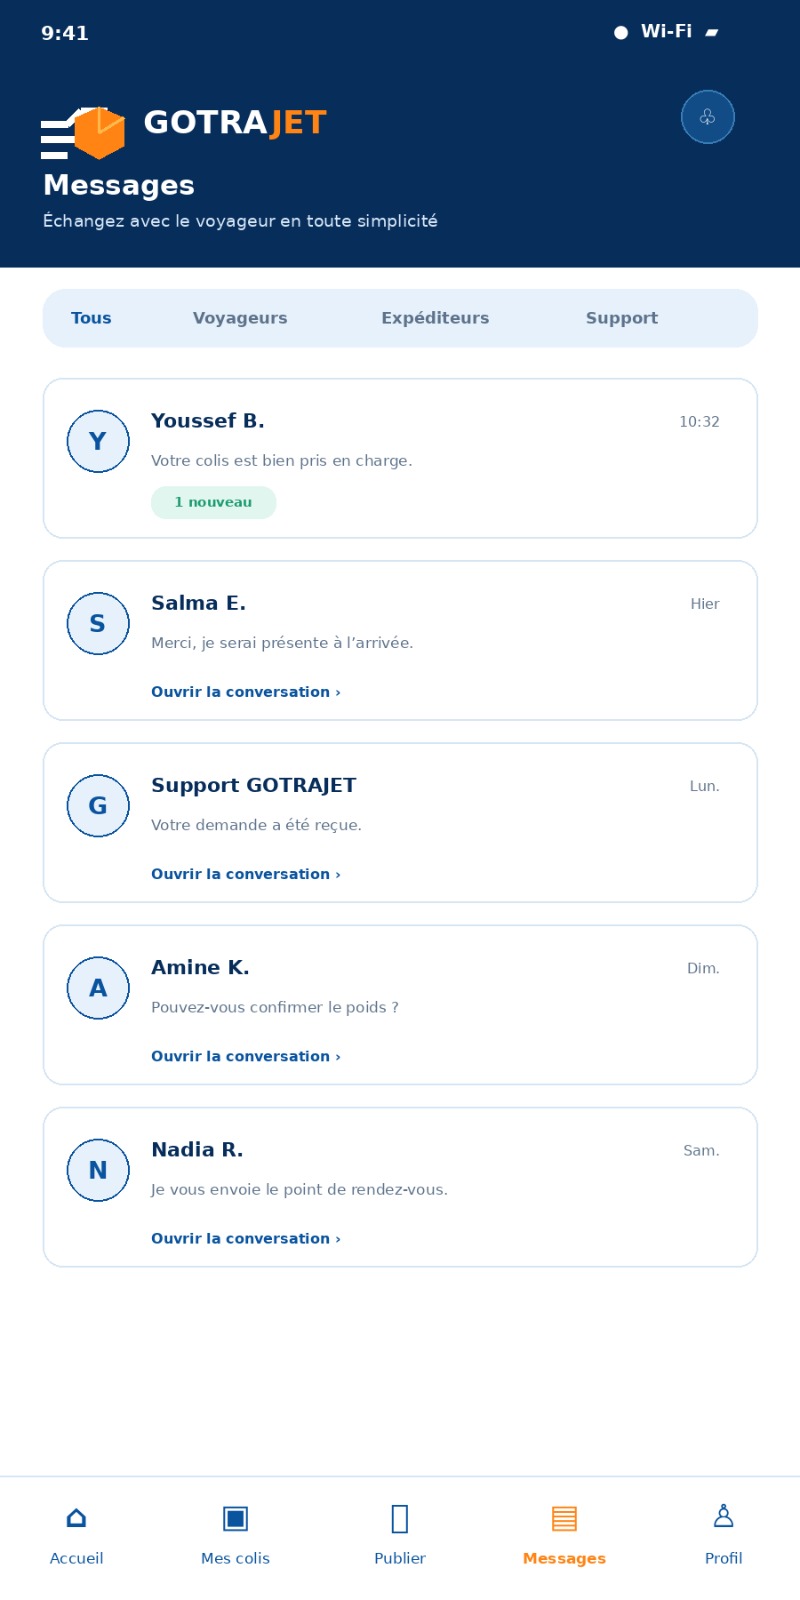 9:41 Wi-Fi
GOTRAJET
Messages
Échangez avec le voyageur en toute simplicité
Tous Voyageurs Expéditeurs Support
Y Youssef B. 10:32
Votre colis est bien pris en charge.
1 nouveau
S Salma E. Hier
Merci, je serai présente à l’arrivée.
Ouvrir la conversation ›
G Support GOTRAJET Lun.
Votre demande a été reçue.
Ouvrir la conversation ›
A Amine K. Dim.
Pouvez-vous confirmer le poids ?
Ouvrir la conversation ›
N Nadia R. Sam.
Je vous envoie le point de rendez-vous.
Ouvrir la conversation ›
Accueil Mes colis Publier Messages Profil